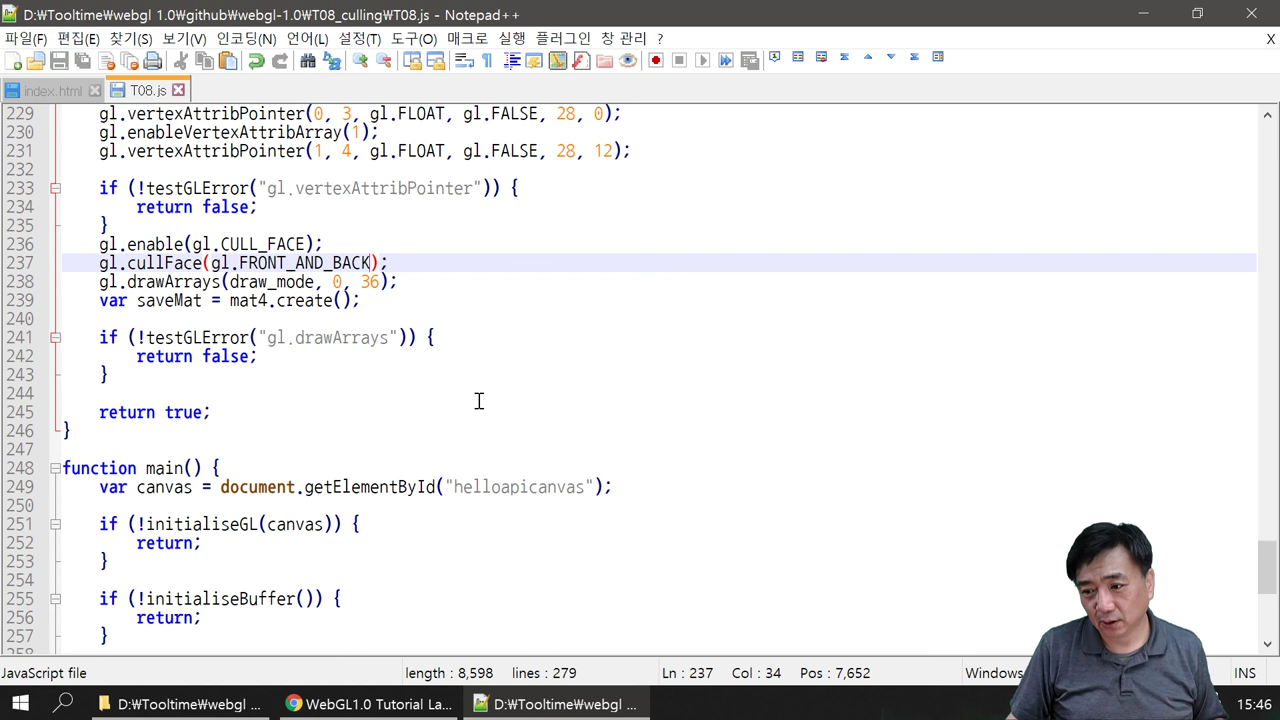 D:₩Tooltime₩webgl 1.0₩github₩webgl-1.0₩T08_culling₩T08.js - Notepad++
파일(F) 편집(E) 찾기(S) 보기(V) 인코딩(N) 언어(L) 설정(T) 도구(O) 매크로 실행 플러그인 창 관리 ? X
index.html T08.js
229 gl.vertexAttribPointer(0, 3, gl.FLOAT, gl.FALSE, 28, 0);
230 gl.enableVertexAttribArray(1);
231 gl.vertexAttribPointer(1, 4, gl.FLOAT, gl.FALSE, 28, 12);
232
233 if (!testGLError("gl.vertexAttribPointer")) {
234 return false;
235 }
236 gl.enable(gl.CULL_FACE);
237 gl.cullFace(gl.FRONT_AND_BACK);
238 gl.drawArrays(draw_mode, 0, 36);
239 var saveMat = mat4.create();
240
241 if (!testGLError("gl.drawArrays")) {
242 return false;
243 }
244
245 return true;
246 }
247
248 function main() {
249 var canvas = document.getElementById("helloapicanvas");
250
251 if (!initialiseGL(canvas)) {
252 return;
253 }
254
255 if (!initialiseBuffer()) {
256 return;
257 }
JavaScript file length : 8,598 lines : 279 Ln : 237 Col : 34 Pos : 7,652 Windows INS
D:₩Tooltime₩webgl ... WebGL1.0 Tutorial La... D:₩Tooltime₩webgl ... 15:46